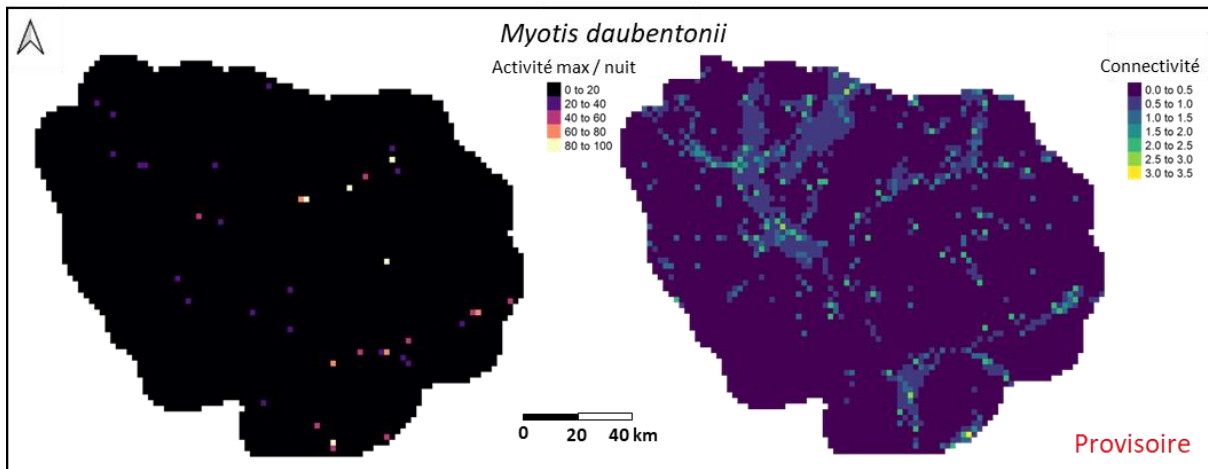 Myotis daubentonii
Activité max / nuit
0 to 20
20 to 40
40 to 60
60 to 80
80 to 100
Connectivité
0.0 to 0.5
0.5 to 1.0
1.0 to 1.5
1.5 to 2.0
2.0 to 2.5
2.5 to 3.0
3.0 to 3.5
0 20 40 km
Provisoire